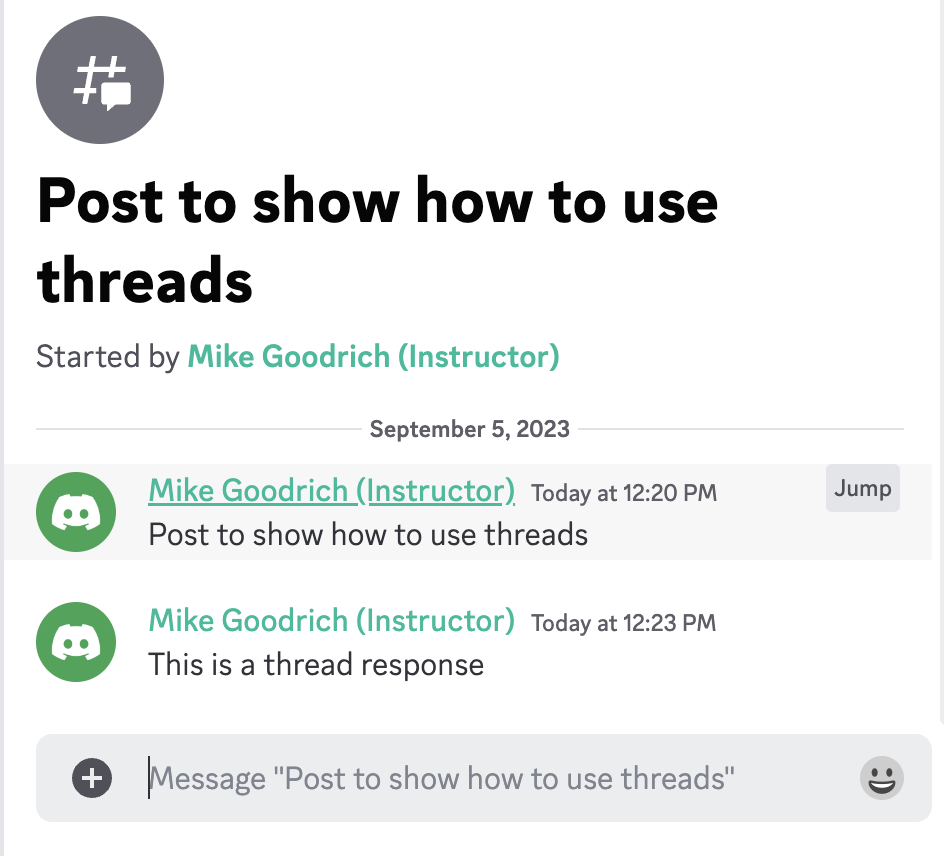 Post to show how to use
threads
Started by Mike Goodrich (Instructor)
September 5, 2023
Mike Goodrich (Instructor) Today at 12:20 PM Jump
Post to show how to use threads
Mike Goodrich (Instructor) Today at 12:23 PM
This is a thread response
Message "Post to show how to use threads"